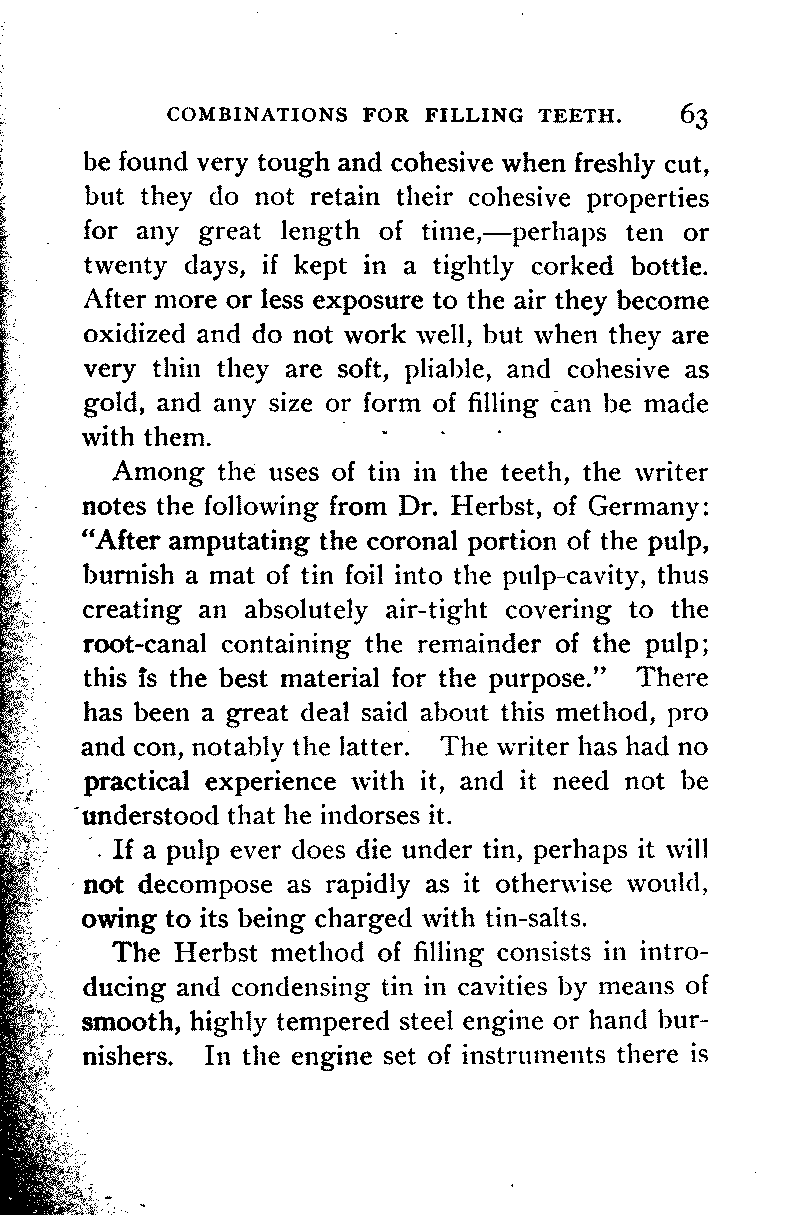 COMBINATIONS FOR FILLING TEETH. 63
be found very tough and cohesive when freshly cut,
but they do not retain their cohesive properties
for any great length of time,—perhaps ten or
twenty days, if kept in a tightly corked bottle.
After more or less exposure to the air they become
oxidized and do not work well, but when they are
very thin they are soft, pliable, and cohesive as
gold, and any size or form of filling can be made
with them.
Among the uses of tin in the teeth, the writer
notes the following from Dr. Herbst, of Germany:
“After amputating the coronal portion of the pulp,
burnish a mat of tin foil into the pulp-cavity, thus
creating an absolutely air-tight covering to the
root-canal containing the remainder of the pulp;
this is the best material for the purpose.” There
has been a great deal said about this method, pro
and con, notably the latter. The writer has had no
practical experience with it, and it need not be
understood that he indorses it.
If a pulp ever does die under tin, perhaps it will
not decompose as rapidly as it otherwise would,
owing to its being charged with tin-salts.
The Herbst method of filling consists in intro-
ducing and condensing tin in cavities by means of
smooth, highly tempered steel engine or hand bur-
nishers. In the engine set of instruments there is